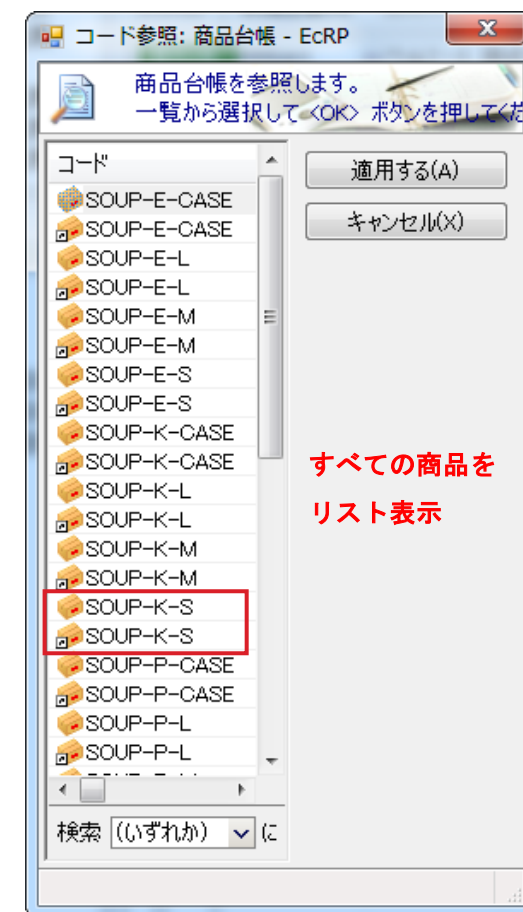 コード参照: 商品台帳 - EcRP
商品台帳を参照します。
一覧から選択して <OK> ボタンを押してくだ
コード
適用する(A)
キャンセル(X)
SOUP-E-CASE
SOUP-E-CASE
SOUP-E-L
SOUP-E-L
SOUP-E-M
SOUP-E-M
SOUP-E-S
SOUP-E-S
SOUP-K-CASE
SOUP-K-CASE
SOUP-K-L
SOUP-K-L
SOUP-K-M
SOUP-K-M
SOUP-K-S
SOUP-K-S
SOUP-P-CASE
SOUP-P-CASE
SOUP-P-L
SOUP-P-L
すべての商品を
リスト表示
検索 (いずれか) に